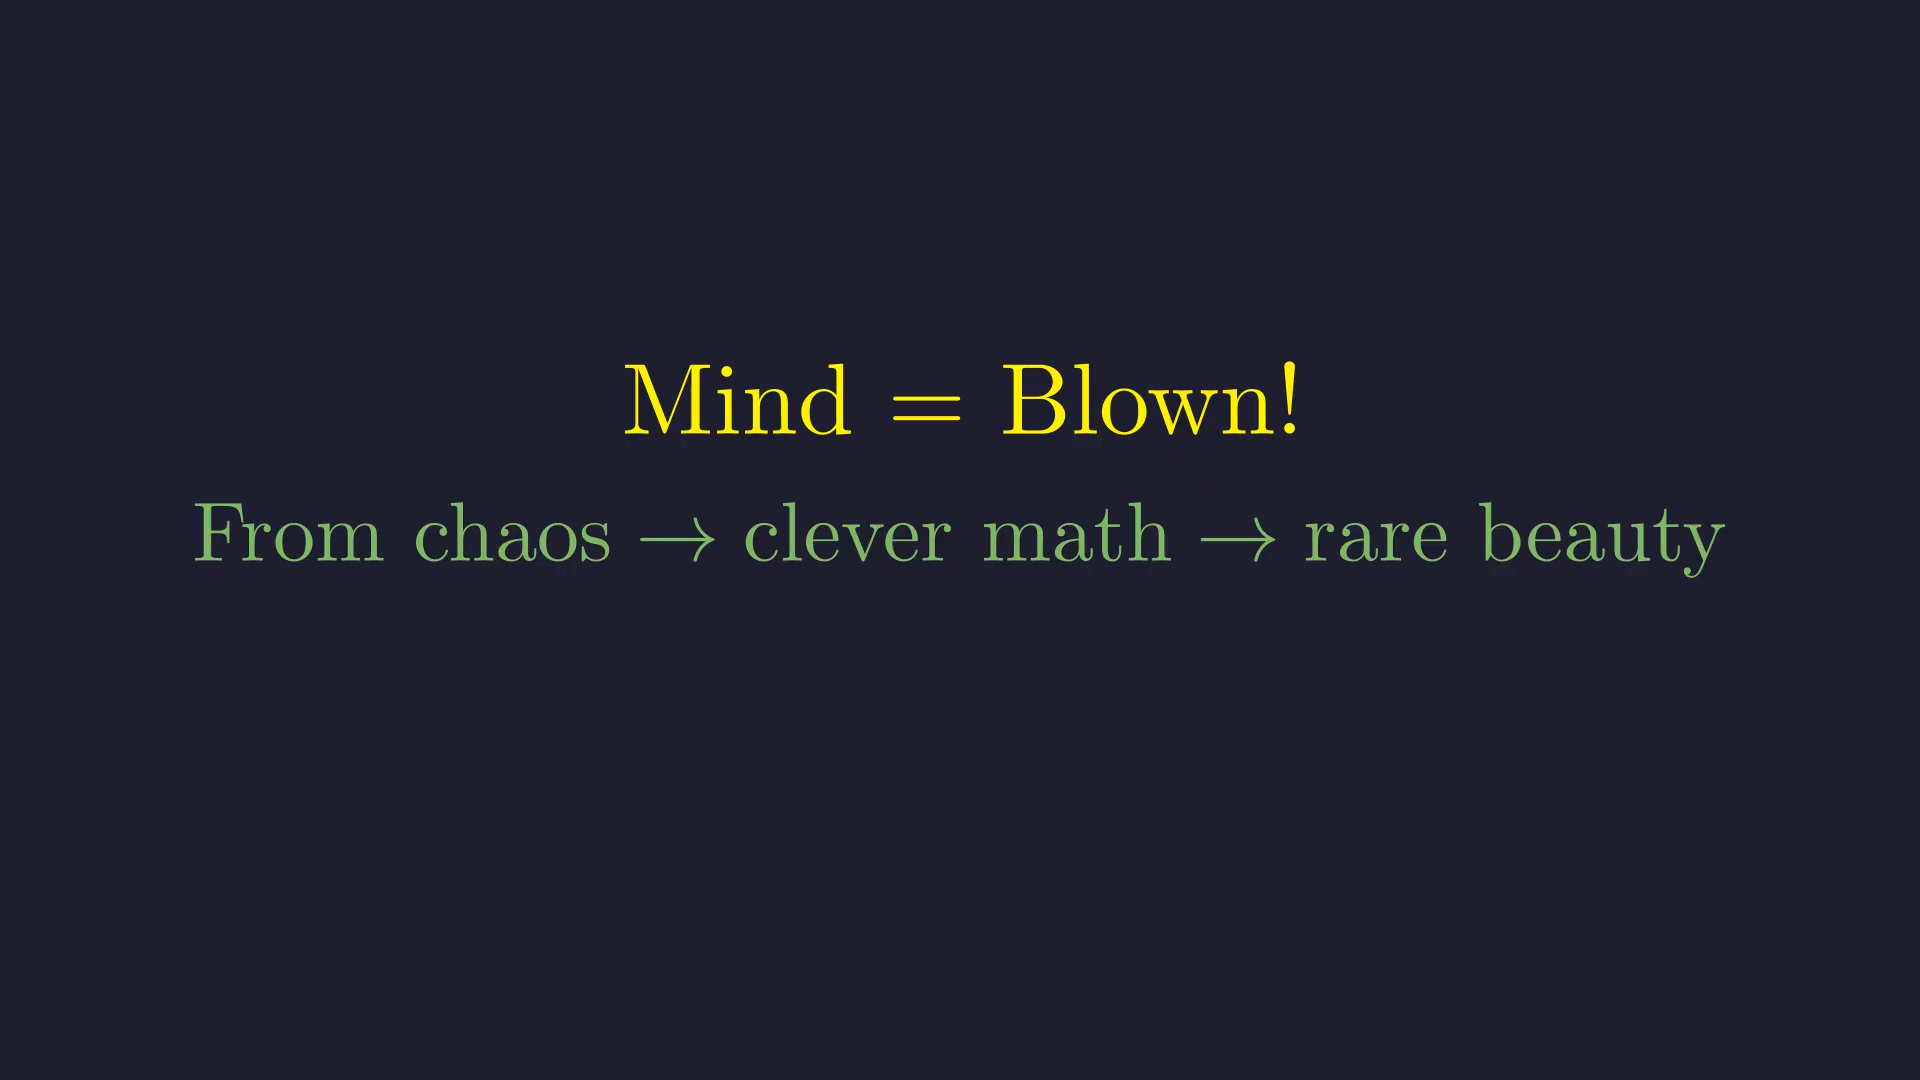 Mind = Blown!
From chaos → clever math → rare beauty